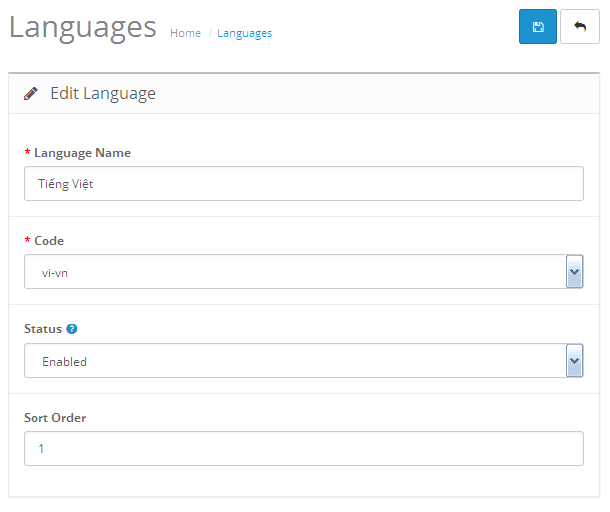 Languages Home / Languages
Edit Language
* Language Name
Tiếng Việt
* Code
vi-vn
Status ?
Enabled
Sort Order
1